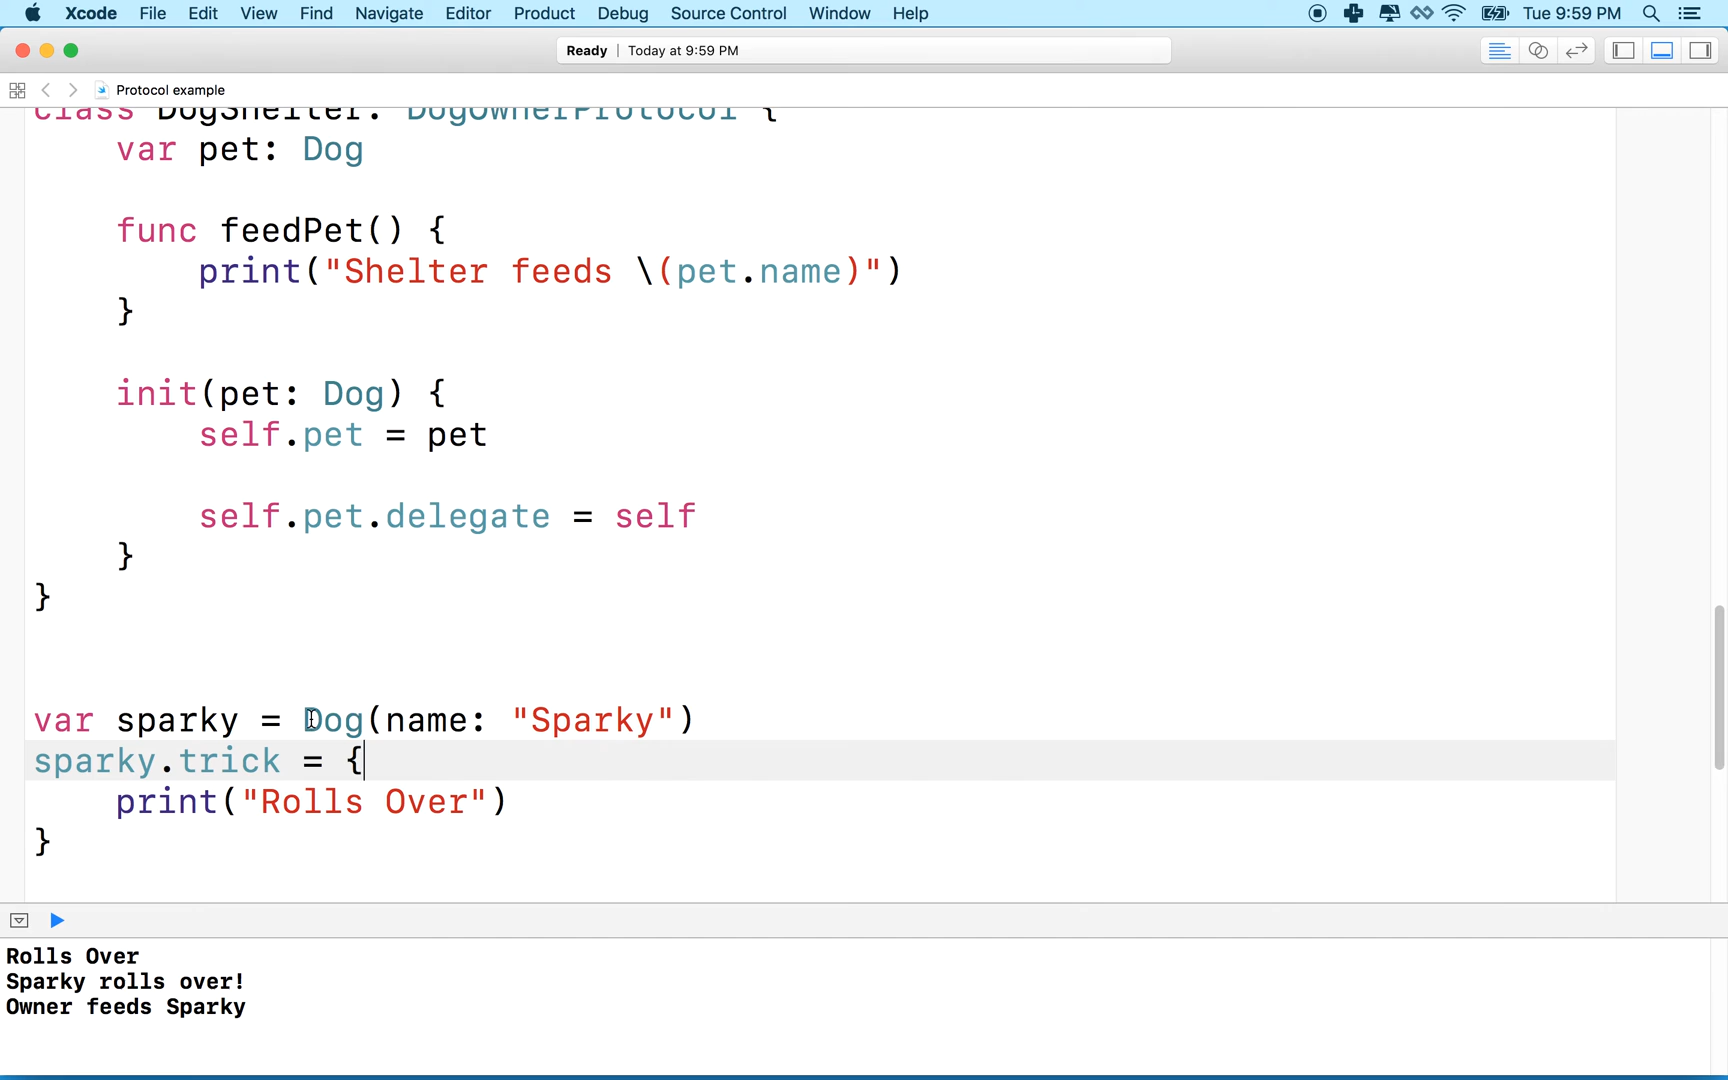 Xcode File Edit View Find Navigate Editor Product Debug Source Control Window Help Tue 9:59 PM
Ready | Today at 9:59 PM
Protocol example
class DogShelter: DogOwnerProtocol {
var pet: Dog
func feedPet() {
print("Shelter feeds \(pet.name)")
}
init(pet: Dog) {
self.pet = pet
self.pet.delegate = self
}
}
var sparky = Dog(name: "Sparky")
sparky.trick = {
print("Rolls Over")
}
Rolls Over
Sparky rolls over!
Owner feeds Sparky